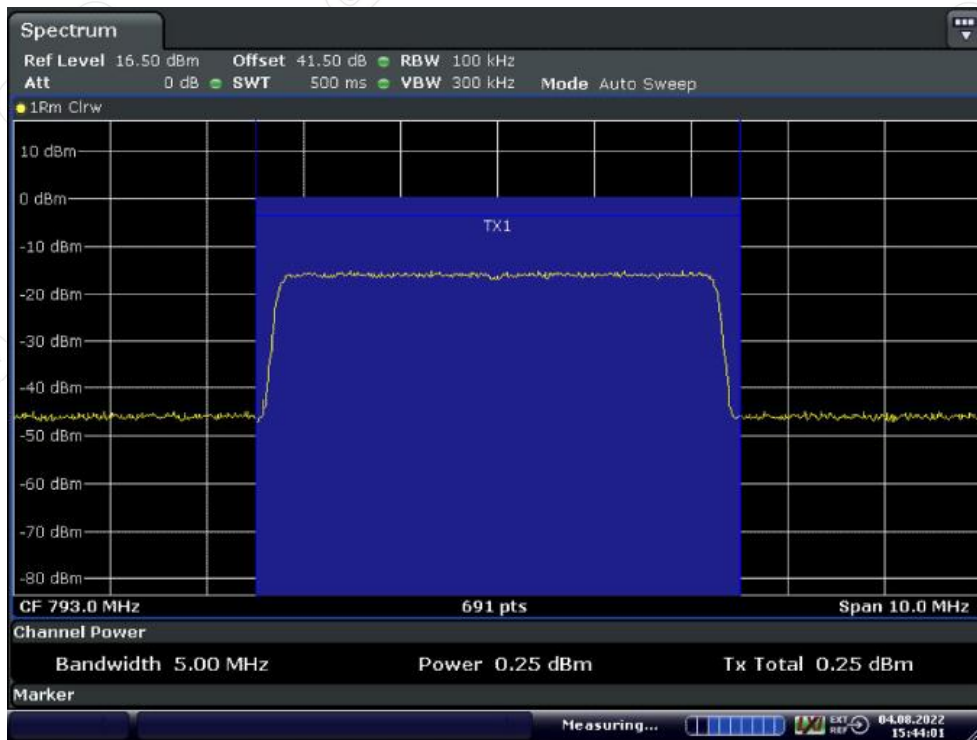 Spectrum
Ref Level 16.50 dBm Offset 41.50 dB RBW 100 kHz
Att 0 dB SWT 500 ms VBW 300 kHz Mode Auto Sweep
1Rm Clrw
10 dBm
0 dBm
TX1
-10 dBm
-20 dBm
-30 dBm
-40 dBm
-50 dBm
-60 dBm
-70 dBm
-80 dBm
CF 793.0 MHz 691 pts Span 10.0 MHz
Channel Power
Bandwidth 5.00 MHz Power 0.25 dBm Tx Total 0.25 dBm
Marker
Measuring... LXI EXT REF 04.08.2022
15:44:01